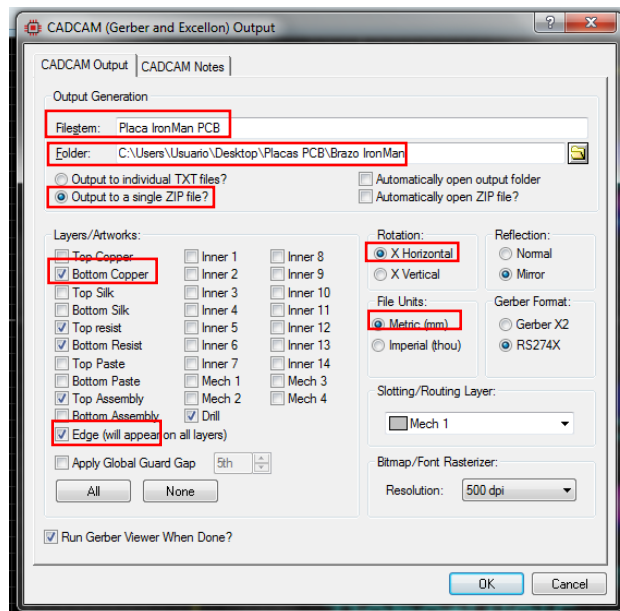 CADCAM (Gerber and Excellon) Output
CADCAM Output CADCAM Notes
Output Generation
Filestem: Placa IronMan PCB
Folder: C:\Users\Usuario\Desktop\Placas PCB\Brazo IronMan
Output to individual TXT files? Automatically open output folder
Output to a single ZIP file? Automatically open ZIP file?
Layers/Artworks: Rotation: Reflection:
Top Copper Inner 1 Inner 8 X Horizontal Normal
Bottom Copper Inner 2 Inner 9 X Vertical Mirror
Top Silk Inner 3 Inner 10
Bottom Silk Inner 4 Inner 11 File Units: Gerber Format:
Top resist Inner 5 Inner 12 Metric (mm) Gerber X2
Bottom Resist Inner 6 Inner 13 Imperial (thou) RS274X
Top Paste Inner 7 Inner 14
Bottom Paste Mech 1 Mech 3
Top Assembly Mech 2 Mech 4 Slotting/Routing Layer:
Bottom Assembly Drill Mech 1
Edge (will appear on all layers)
Apply Global Guard Gap 5th Bitmap/Font Rasterizer:
All None Resolution: 500 dpi
Run Gerber Viewer When Done?
OK Cancel